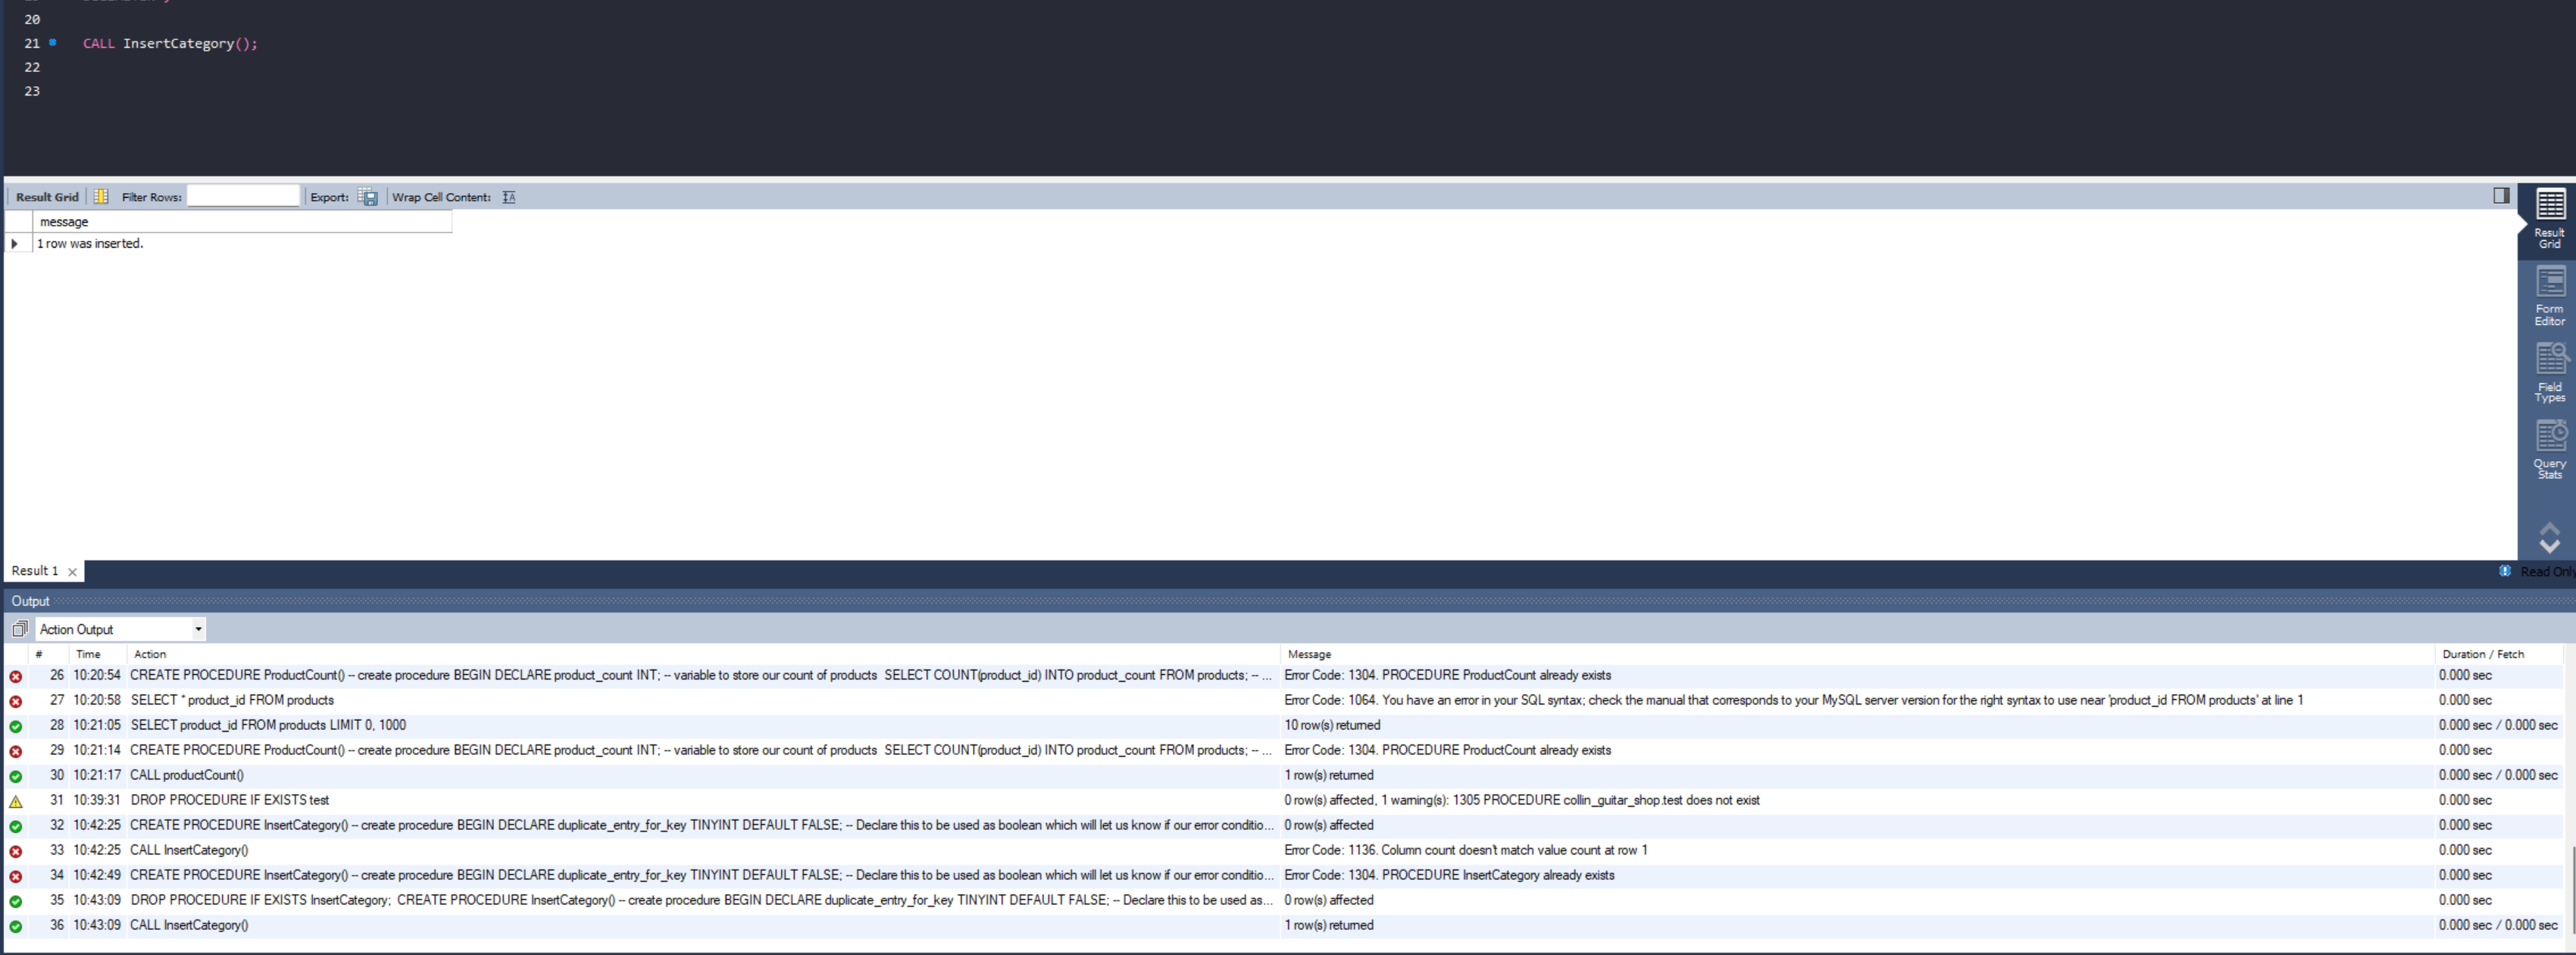 20
21 CALL InsertCategory();
22
23
Result Grid Filter Rows: Export: Wrap Cell Content:
message
1 row was inserted.
Result Grid
Form Editor
Field Types
Query Stats
Result 1
Read Only
Output
Action Output
# Time Action Message Duration / Fetch
26 10:20:54 CREATE PROCEDURE ProductCount() -- create procedure BEGIN DECLARE product_count INT; -- variable to store our count of products SELECT COUNT(product_id) INTO product_count FROM products; -- ... Error Code: 1304. PROCEDURE ProductCount already exists 0.000 sec
27 10:20:58 SELECT * product_id FROM products Error Code: 1064. You have an error in your SQL syntax; check the manual that corresponds to your MySQL server version for the right syntax to use near 'product_id FROM products' at line 1 0.000 sec
28 10:21:05 SELECT product_id FROM products LIMIT 0, 1000 10 row(s) returned 0.000 sec / 0.000 sec
29 10:21:14 CREATE PROCEDURE ProductCount() -- create procedure BEGIN DECLARE product_count INT; -- variable to store our count of products SELECT COUNT(product_id) INTO product_count FROM products; -- ... Error Code: 1304. PROCEDURE ProductCount already exists 0.000 sec
30 10:21:17 CALL productCount() 1 row(s) returned 0.000 sec / 0.000 sec
31 10:39:31 DROP PROCEDURE IF EXISTS test 0 row(s) affected, 1 warning(s): 1305 PROCEDURE collin_guitar_shop.test does not exist 0.000 sec
32 10:42:25 CREATE PROCEDURE InsertCategory() -- create procedure BEGIN DECLARE duplicate_entry_for_key TINYINT DEFAULT FALSE; -- Declare this to be used as boolean which will let us know if our error conditio... 0 row(s) affected 0.000 sec
33 10:42:25 CALL InsertCategory() Error Code: 1136. Column count doesn't match value count at row 1 0.000 sec
34 10:42:49 CREATE PROCEDURE InsertCategory() -- create procedure BEGIN DECLARE duplicate_entry_for_key TINYINT DEFAULT FALSE; -- Declare this to be used as boolean which will let us know if our error conditio... Error Code: 1304. PROCEDURE InsertCategory already exists 0.000 sec
35 10:43:09 DROP PROCEDURE IF EXISTS InsertCategory; CREATE PROCEDURE InsertCategory() -- create procedure BEGIN DECLARE duplicate_entry_for_key TINYINT DEFAULT FALSE; -- Declare this to be used as... 0 row(s) affected 0.000 sec
36 10:43:09 CALL InsertCategory() 1 row(s) returned 0.000 sec / 0.000 sec